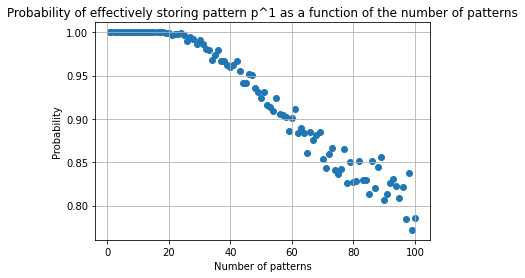 Probability of effectively storing pattern p^1 as a function of the number of patterns
1.00
0.95
0.90
0.85
0.80
Probability
0 20 40 60 80 100
Number of patterns